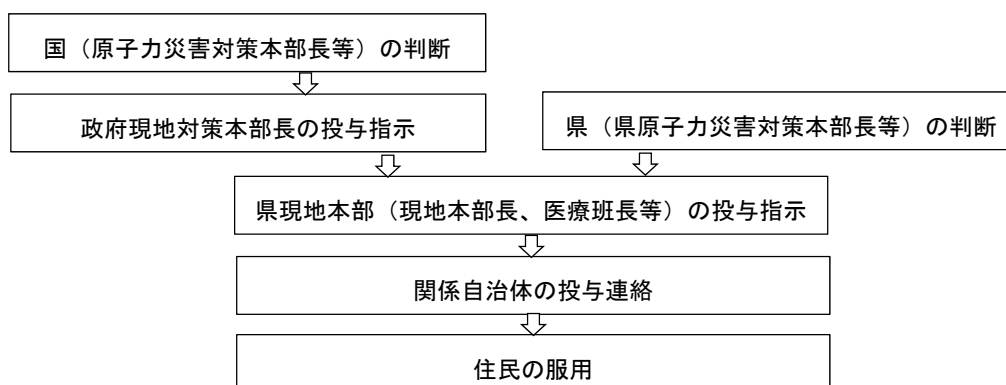 国（原子力災害対策本部長等）の判断
政府現地対策本部長の投与指示
県（県原子力災害対策本部長等）の判断
県現地本部（現地本部長、医療班長等）の投与指示
関係自治体の投与連絡
住民の服用